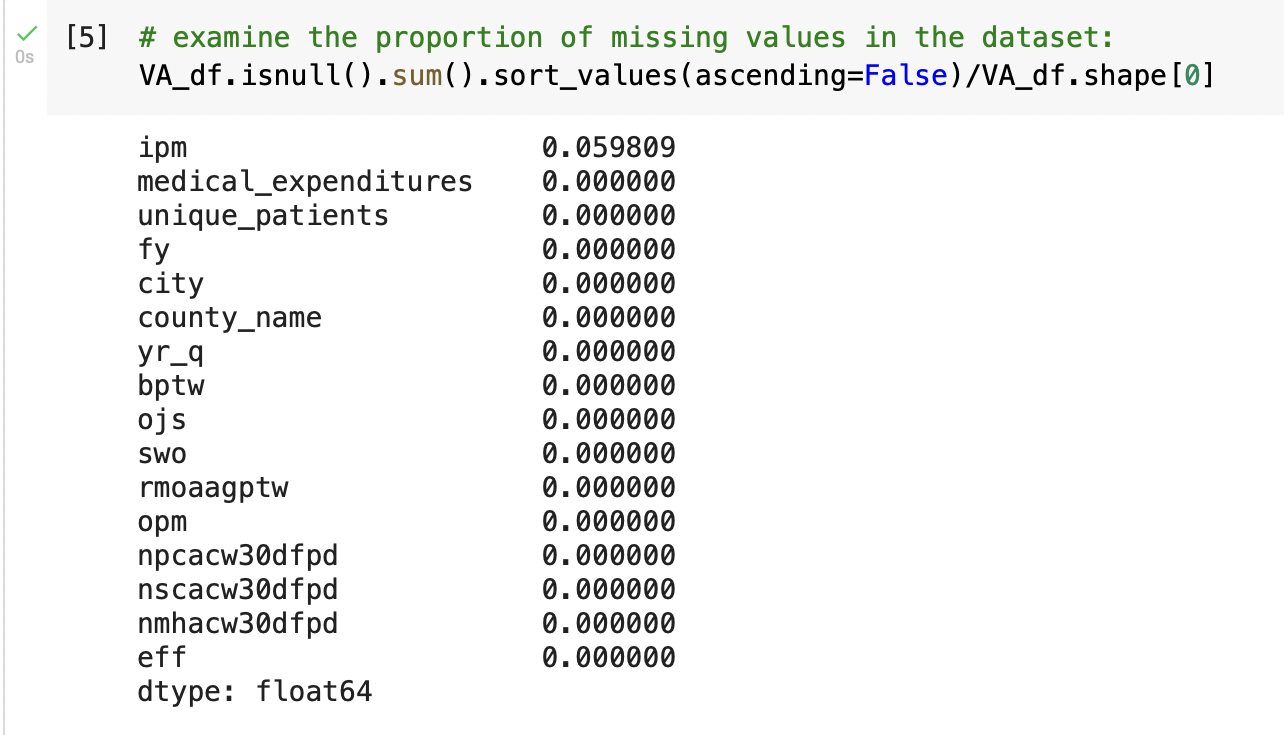 [5] # examine the proportion of missing values in the dataset:
0s
VA_df.isnull().sum().sort_values(ascending=False)/VA_df.shape[0]
ipm 0.059809
medical_expenditures 0.000000
unique_patients 0.000000
fy 0.000000
city 0.000000
county_name 0.000000
yr_q 0.000000
bptw 0.000000
ojs 0.000000
swo 0.000000
rmoaagptw 0.000000
opm 0.000000
npcacw30dfpd 0.000000
nscacw30dfpd 0.000000
nmhacw30dfpd 0.000000
eff 0.000000
dtype: float64